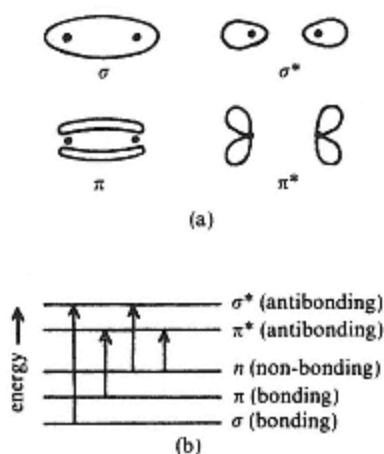 σ σ*
π π*
(a)
energy
σ* (antibonding)
π* (antibonding)
n (non-bonding)
π (bonding)
σ (bonding)
(b)